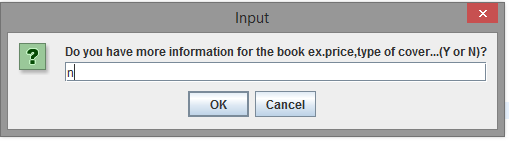 Input
Do you have more information for the book ex.price,type of cover...(Y or N)?
n
OK Cancel